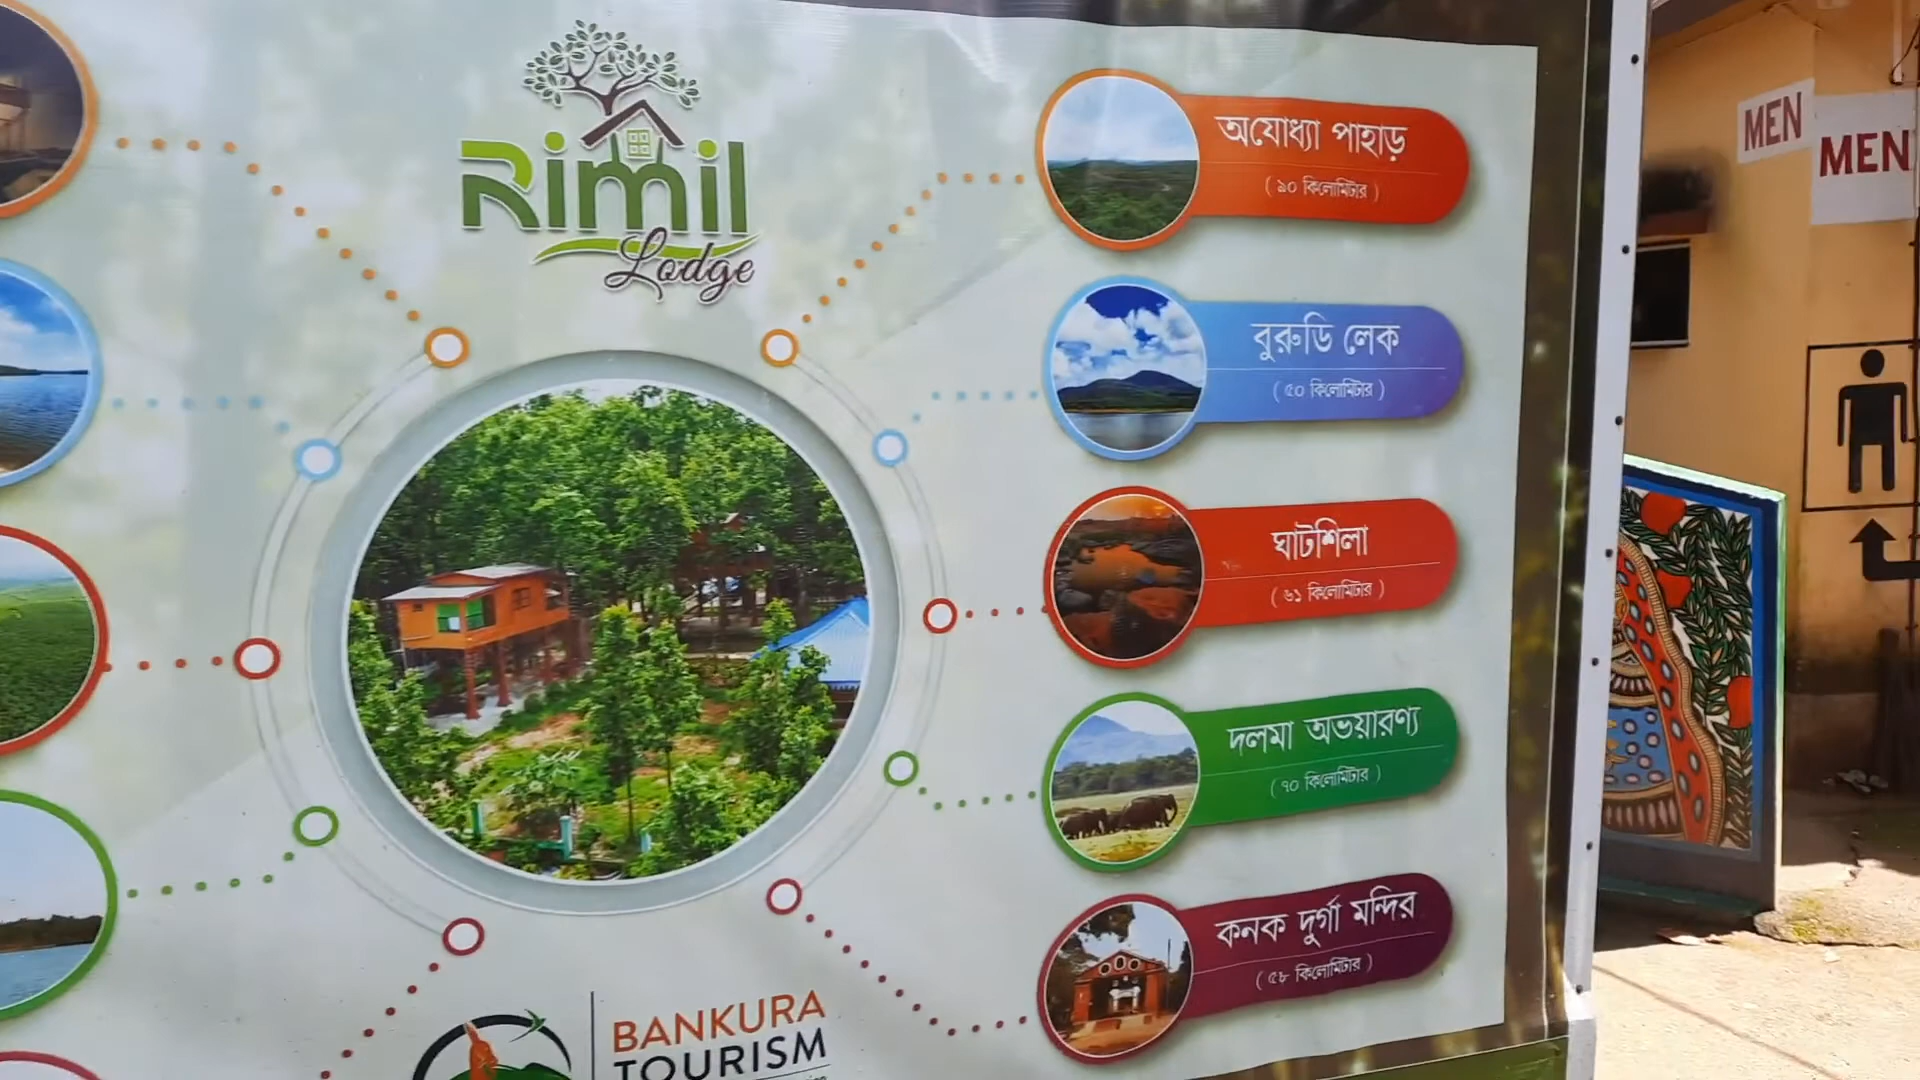 Rimil
Lodge
অযোধ্যা পাহাড়
( ৯০ কিলোমিটার )
বুরুডি লেক
( ৫০ কিলোমিটার )
ঘাটশিলা
( ৬১ কিলোমিটার )
দলমা অভয়ারণ্য
( ৭০ কিলোমিটার )
কনক দুর্গা মন্দির
( ৫৮ কিলোমিটার )
BANKURA
TOURISM
MEN
MEN